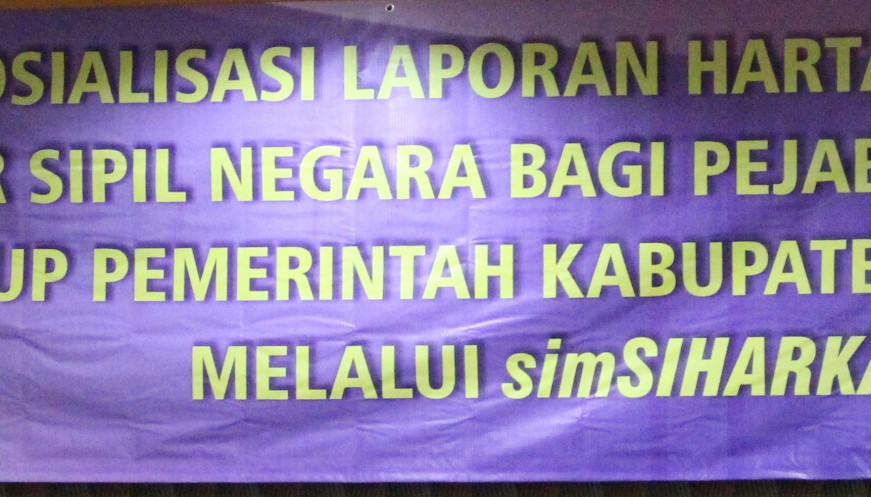 OSIALISASI LAPORAN HARTA
R SIPIL NEGARA BAGI PEJAB
UP PEMERINTAH KABUPATE
MELALUI simSIHARKA